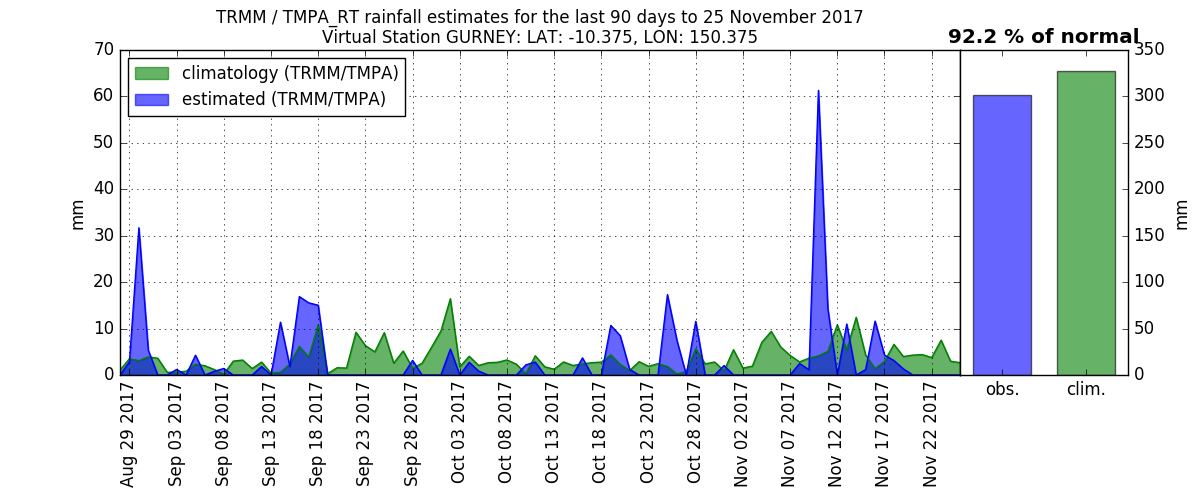 TRMM / TMPA_RT rainfall estimates for the last 90 days to 25 November 2017
Virtual Station GURNEY: LAT: -10.375, LON: 150.375
92.2 % of normal
climatology (TRMM/TMPA)
estimated (TRMM/TMPA)
70
60
50
40
30
20
10
0
mm
350
300
250
200
150
100
50
0
mm
Aug 29 2017
Sep 03 2017
Sep 08 2017
Sep 13 2017
Sep 18 2017
Sep 23 2017
Sep 28 2017
Oct 03 2017
Oct 08 2017
Oct 13 2017
Oct 18 2017
Oct 23 2017
Oct 28 2017
Nov 02 2017
Nov 07 2017
Nov 12 2017
Nov 17 2017
Nov 22 2017
obs.
clim.